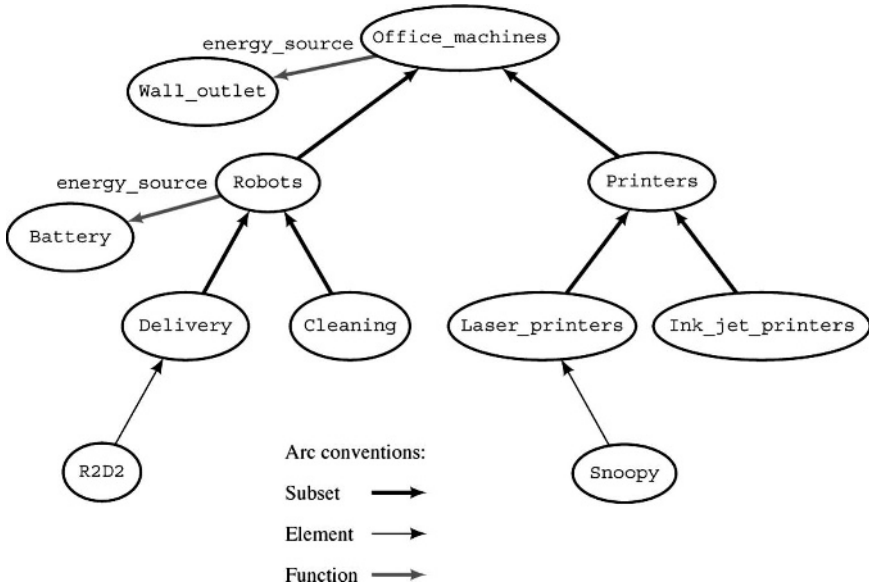 Office_machines
energy_source
Wall_outlet
energy_source
Robots
Printers
Battery
Delivery
Cleaning
Laser_printers
Ink_jet_printers
R2D2
Snoopy
Arc conventions:
Subset
Element
Function